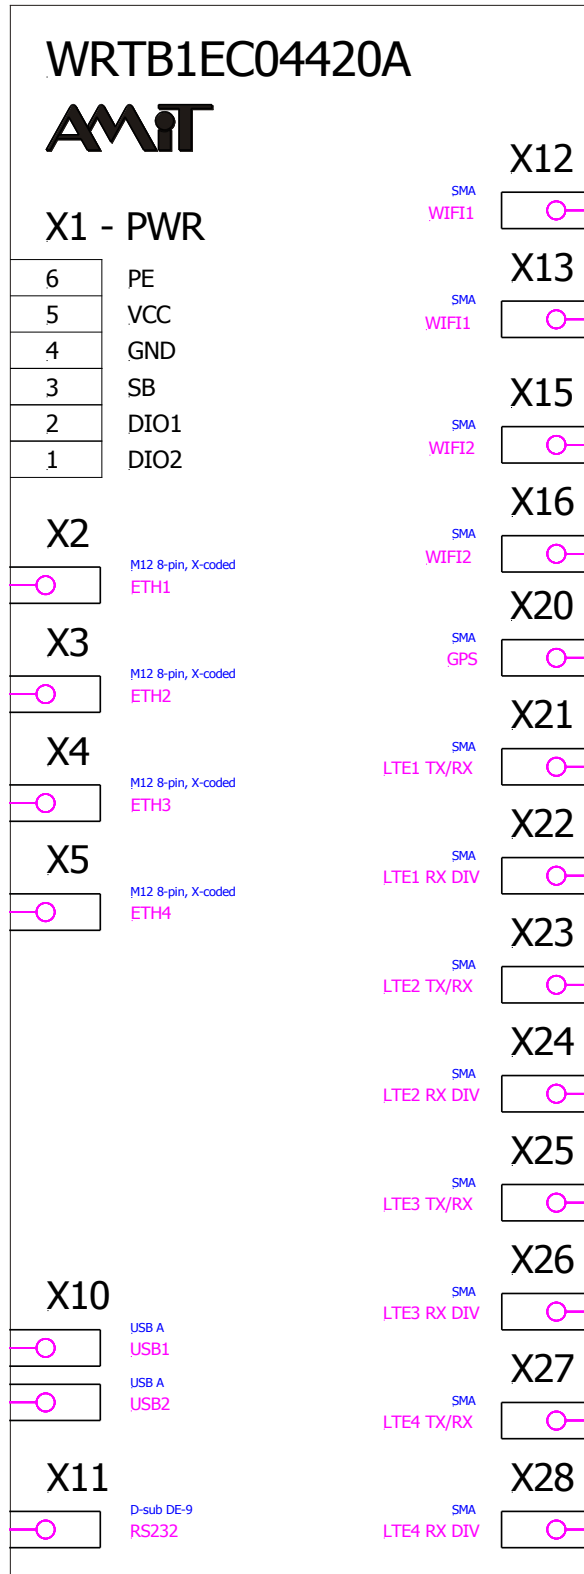 WRTB1EC04420A
AMiT
X1 - PWR
6 PE
5 VCC
4 GND
3 SB
2 DIO1
1 DIO2
X2
M12 8-pin, X-coded
ETH1
X3
M12 8-pin, X-coded
ETH2
X4
M12 8-pin, X-coded
ETH3
X5
M12 8-pin, X-coded
ETH4
X10
USB A
USB1
USB A
USB2
X11
D-sub DE-9
RS232
X12
SMA
WIFI1
X13
SMA
WIFI1
X15
SMA
WIFI2
X16
SMA
WIFI2
X20
SMA
GPS
X21
SMA
LTE1 TX/RX
X22
SMA
LTE1 RX DIV
X23
SMA
LTE2 TX/RX
X24
SMA
LTE2 RX DIV
X25
SMA
LTE3 TX/RX
X26
SMA
LTE3 RX DIV
X27
SMA
LTE4 TX/RX
X28
SMA
LTE4 RX DIV